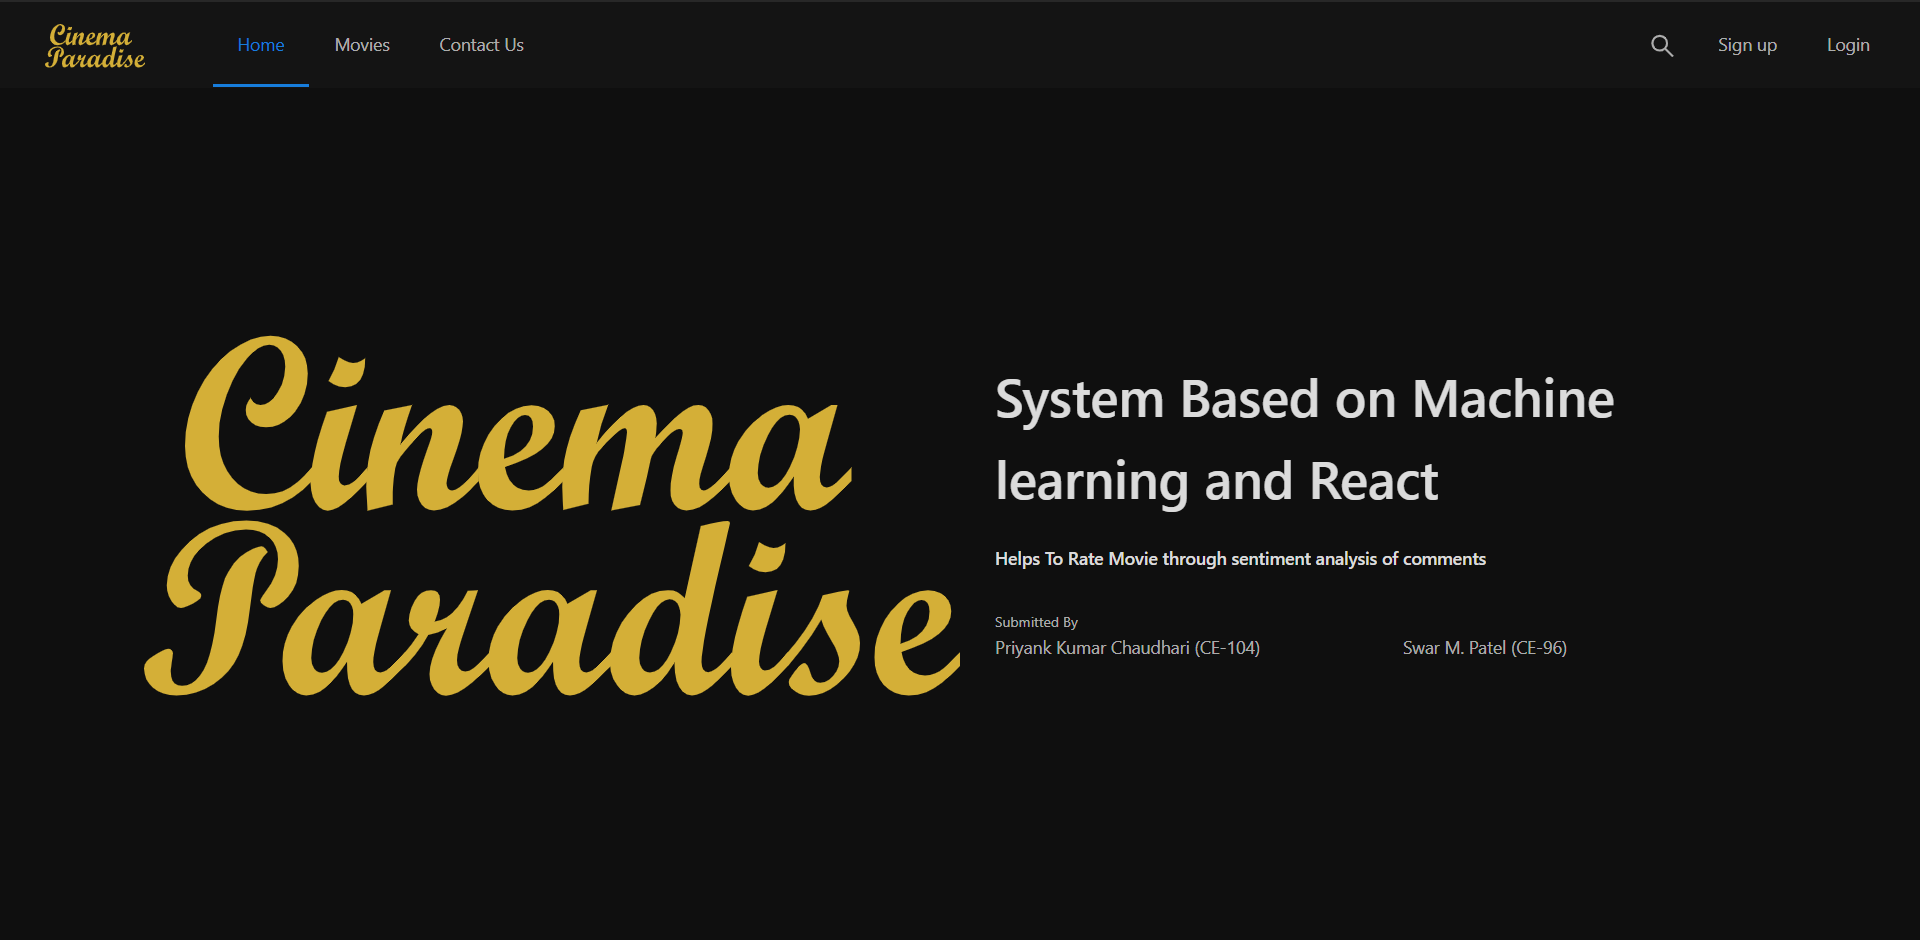 Cinema
Paradise
Home
Movies
Contact Us
Sign up
Login
Cinema
Paradise
System Based on Machine
learning and React
Helps To Rate Movie through sentiment analysis of comments
Submitted By
Priyank Kumar Chaudhari (CE-104)
Swar M. Patel (CE-96)